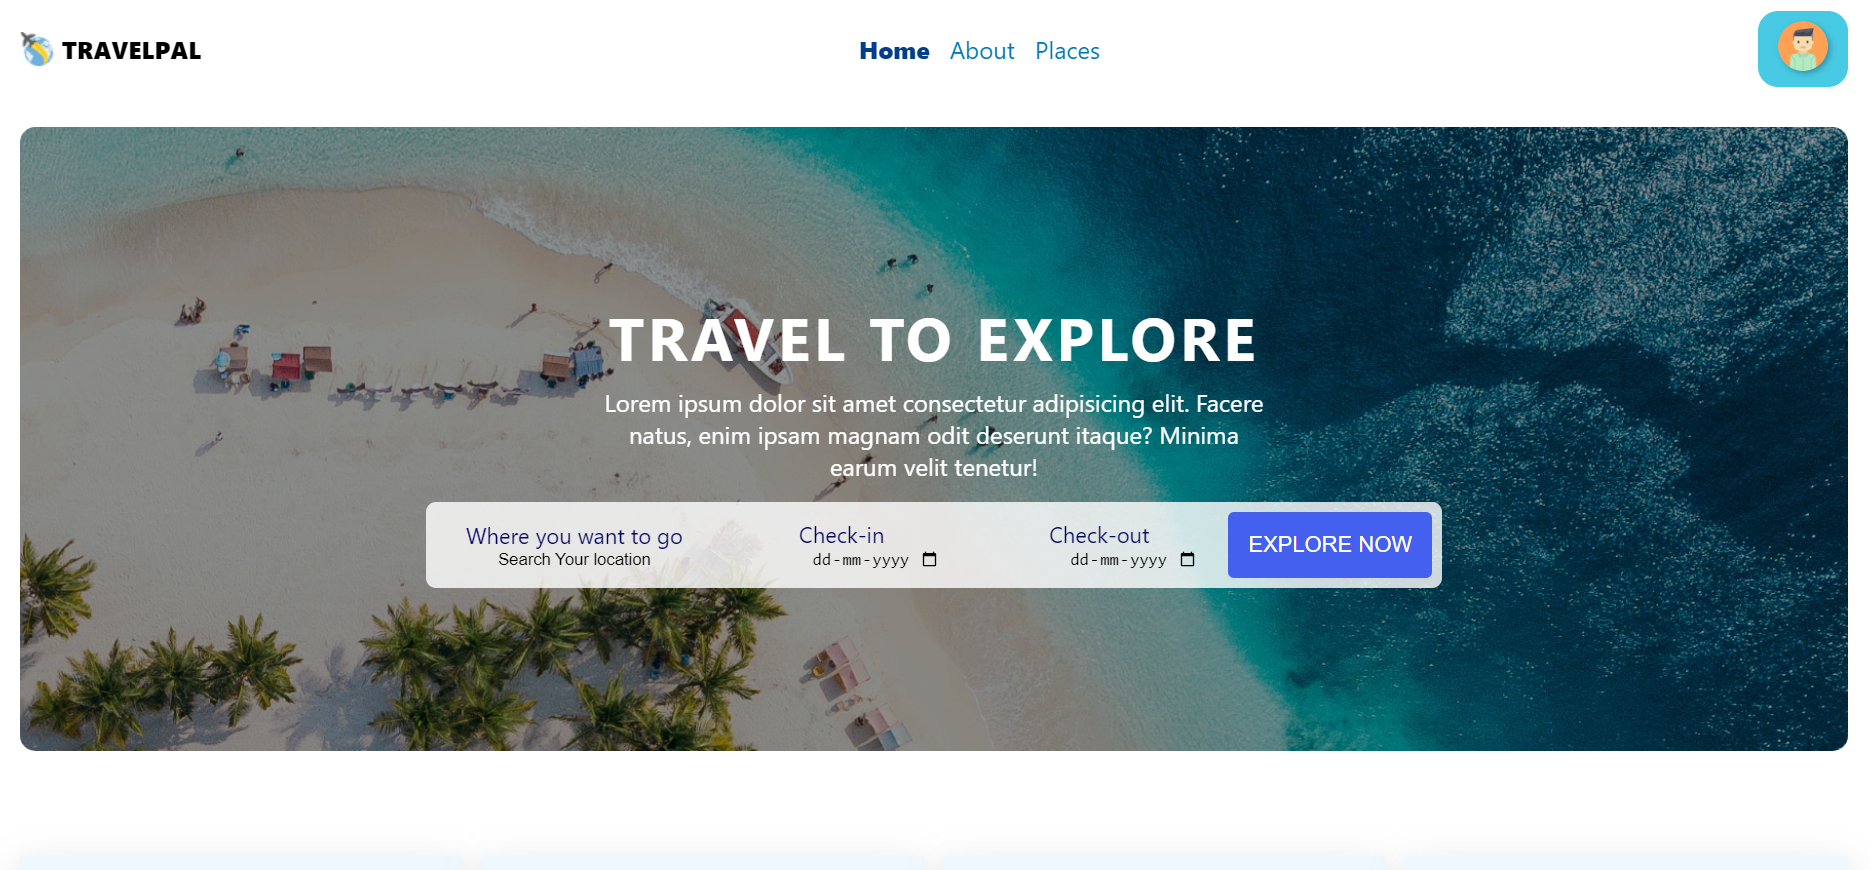 TRAVELPAL
Home About Places
TRAVEL TO EXPLORE
Lorem ipsum dolor sit amet consectetur adipisicing elit. Facere
natus, enim ipsam magnam odit deserunt itaque? Minima
earum velit tenetur!
Where you want to go
Search Your location
Check-in
dd-mm-yyyy
Check-out
dd-mm-yyyy
EXPLORE NOW